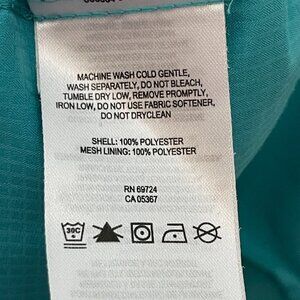 MACHINE WASH COLD GENTLE,
WASH SEPARATELY, DO NOT BLEACH,
TUMBLE DRY LOW, REMOVE PROMPTLY,
IRON LOW, DO NOT USE FABRIC SOFTENER,
DO NOT DRYCLEAN
SHELL: 100% POLYESTER
MESH LINING: 100% POLYESTER
RN 69724
CA 05367
30C